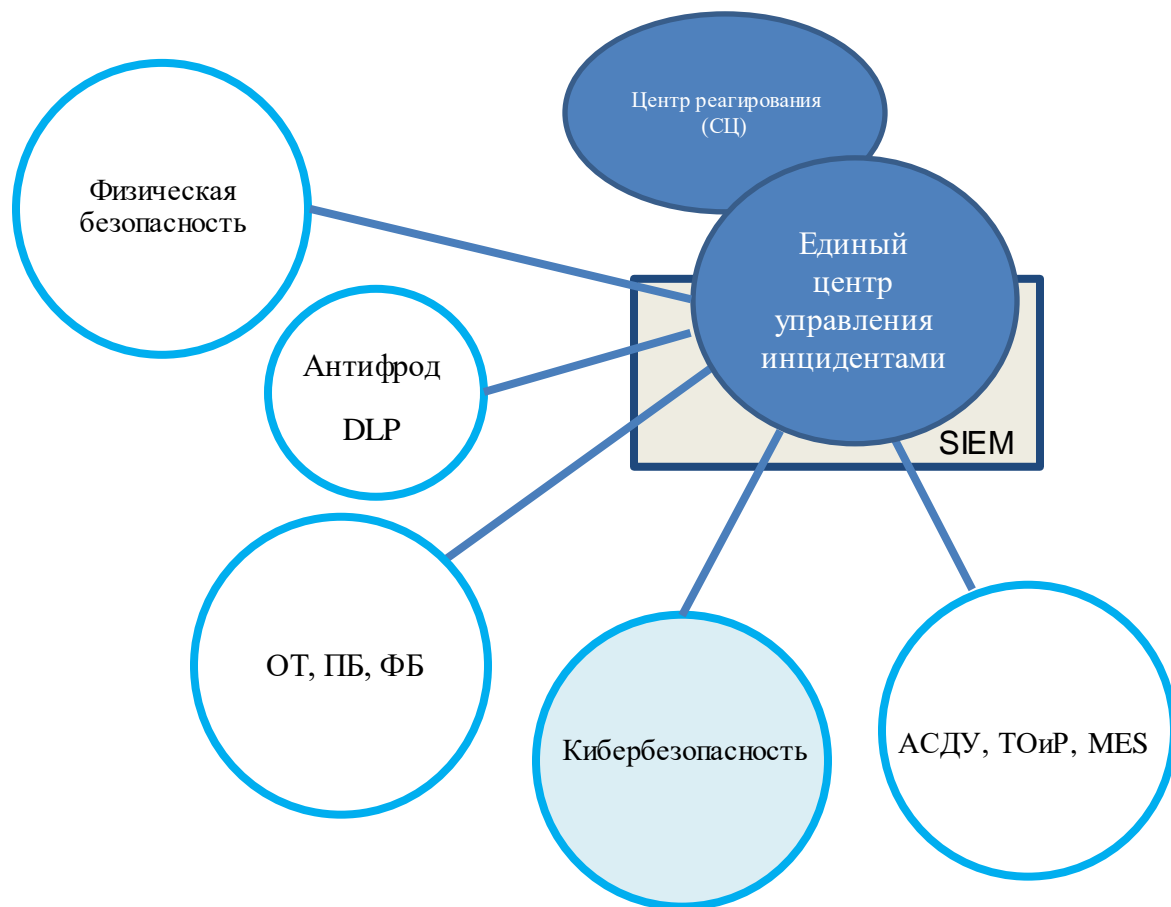 Центр реагирования
(СЦ)
Физическая
безопасность
Единый
центр
управления
инцидентами
Антифрод
DLP
SIEM
ОТ, ПБ, ФБ
Кибербезопасность
АСДУ, ТОиР, MES